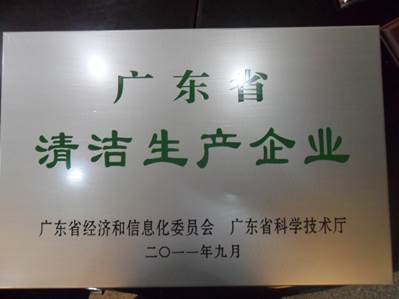 广东省
清洁生产企业
广东省经济和信息化委员会 广东省科学技术厅
二〇一一年九月